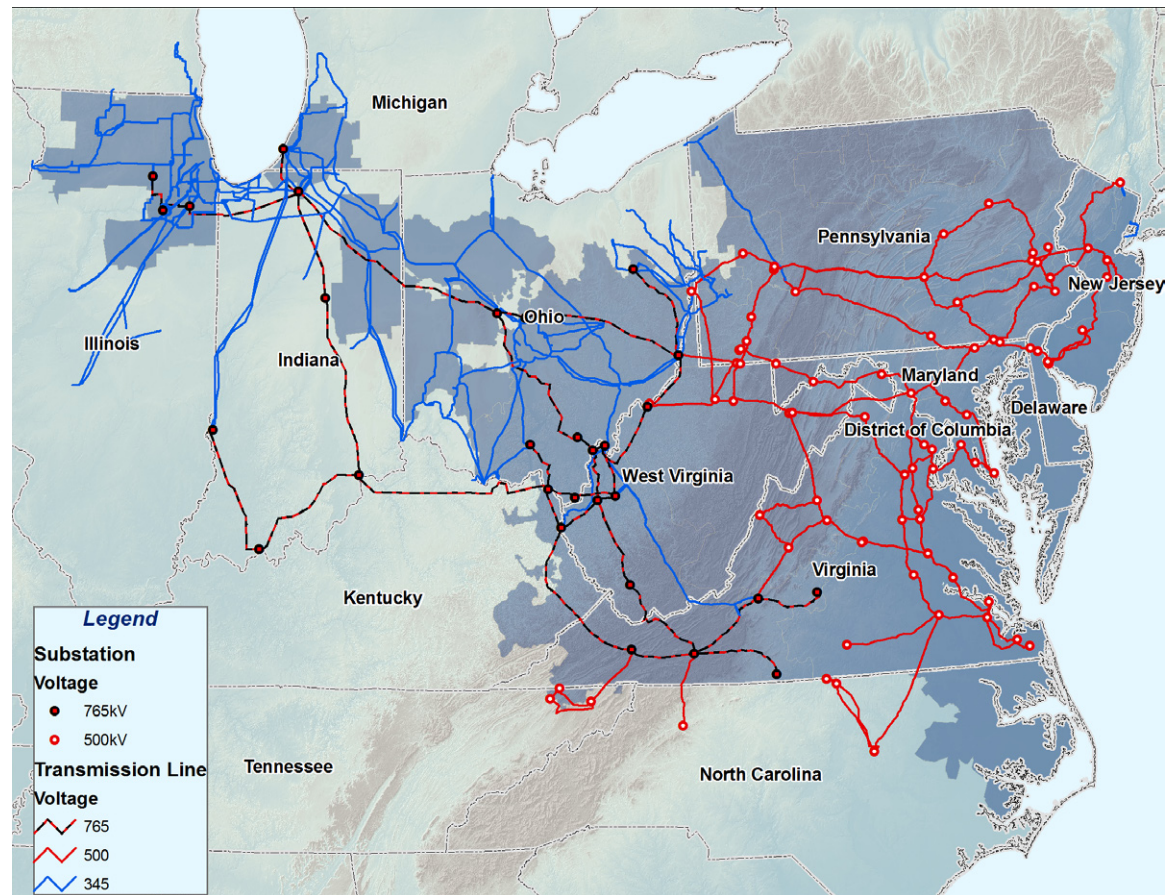 Michigan
Pennsylvania
New Jersey
Ohio
Illinois
Indiana
Maryland
Delaware
District of Columbia
West Virginia
Virginia
Kentucky
Tennessee
North Carolina
Legend
Substation
Voltage
765kV
500kV
Transmission Line
Voltage
765
500
345